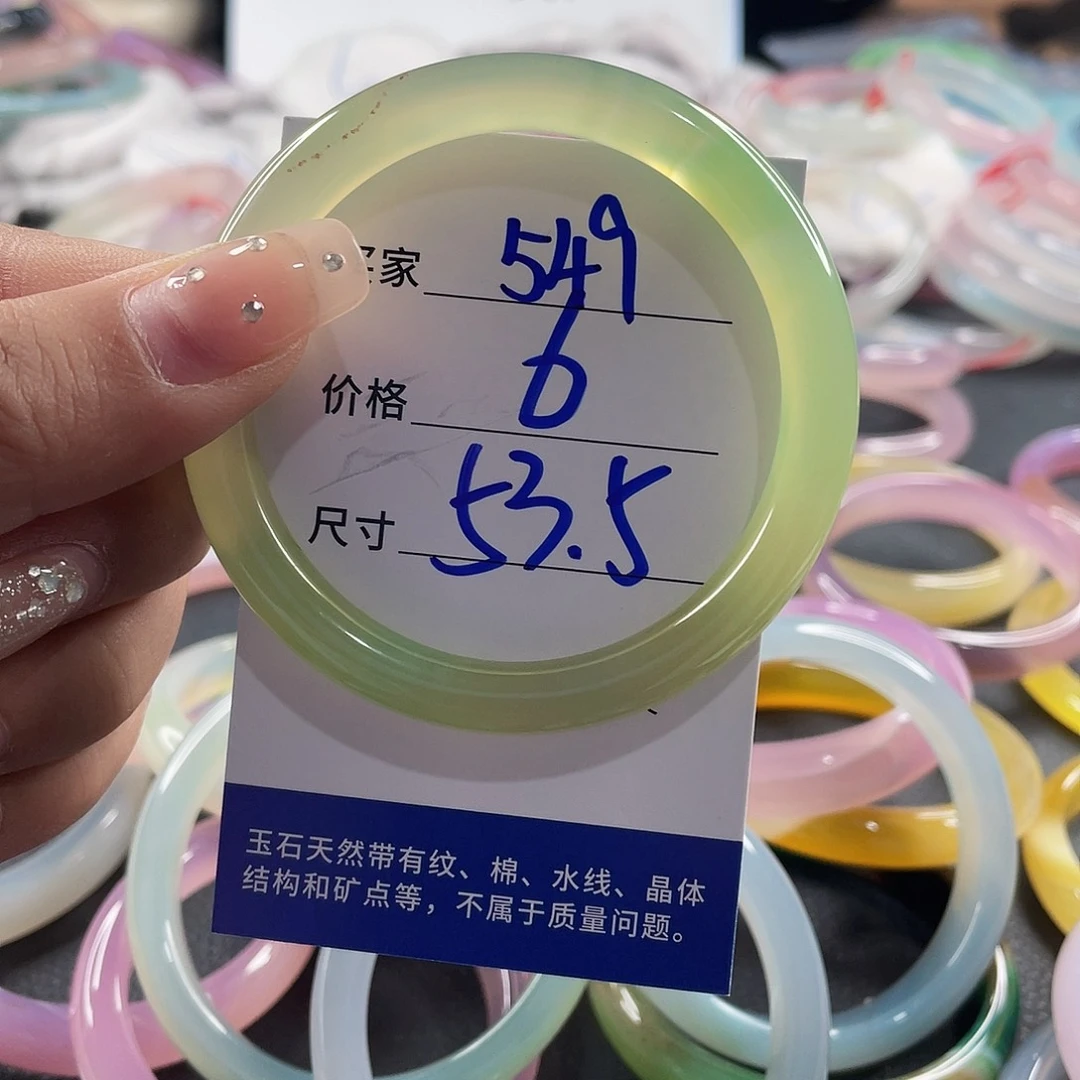 买家 549
价格 6
尺寸 53.5
玉石天然带有纹、棉、水线、晶体
结构和矿点等，不属于质量问题。